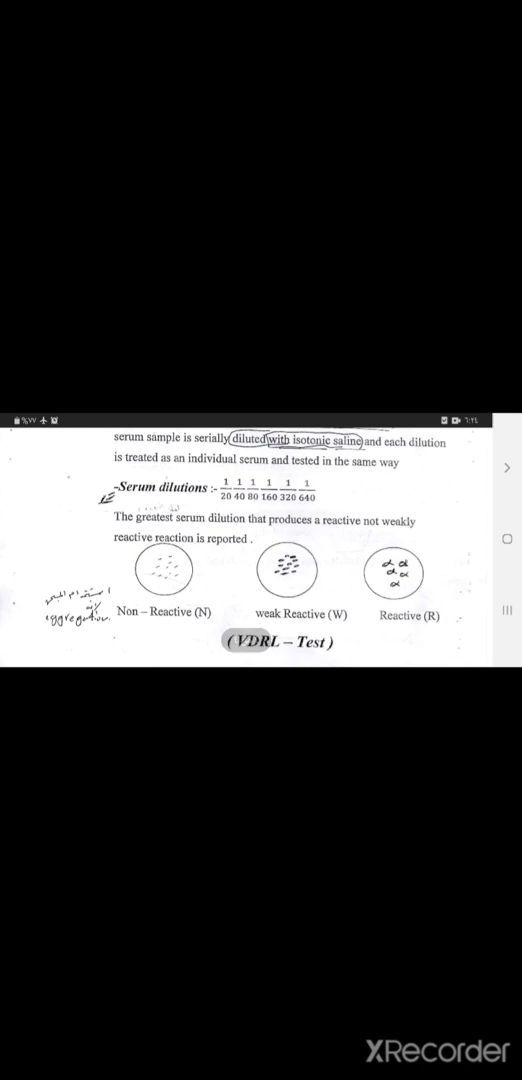 %٧٧
٦:٢٤
serum sample is serially diluted with isotonic saline and each dilution
is treated as an individual serum and tested in the same way
-Serum dilutions :- 1/20 1/40 1/80 1/160 1/320 1/640
The greatest serum dilution that produces a reactive not weakly
reactive reaction is reported .
Non – Reactive (N) weak Reactive (W) Reactive (R)
aggregation.
(VDRL – Test )
XRecorder